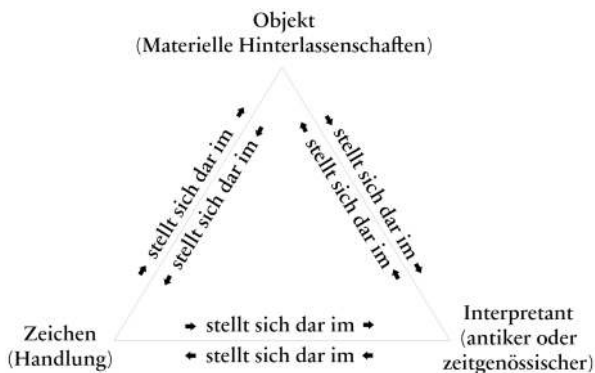 Objekt
(Materielle Hinterlassenschaften)
stellt sich dar im
stellt sich dar im
stellt sich dar im
stellt sich dar im
Zeichen
(Handlung)
stellt sich dar im
stellt sich dar im
Interpretant
(antiker oder
zeitgenössischer)